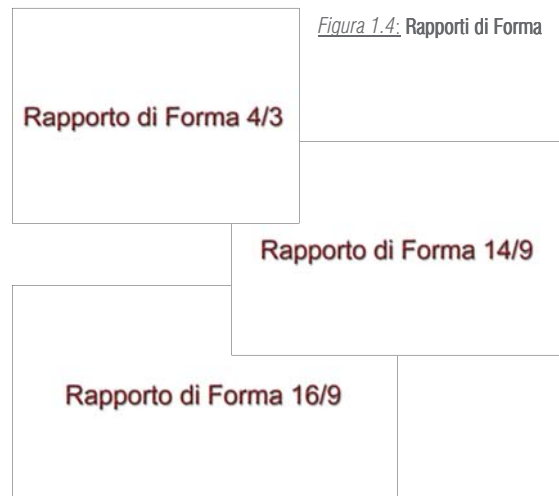 Figura 1.4: Rapporti di Forma
Rapporto di Forma 4/3
Rapporto di Forma 14/9
Rapporto di Forma 16/9